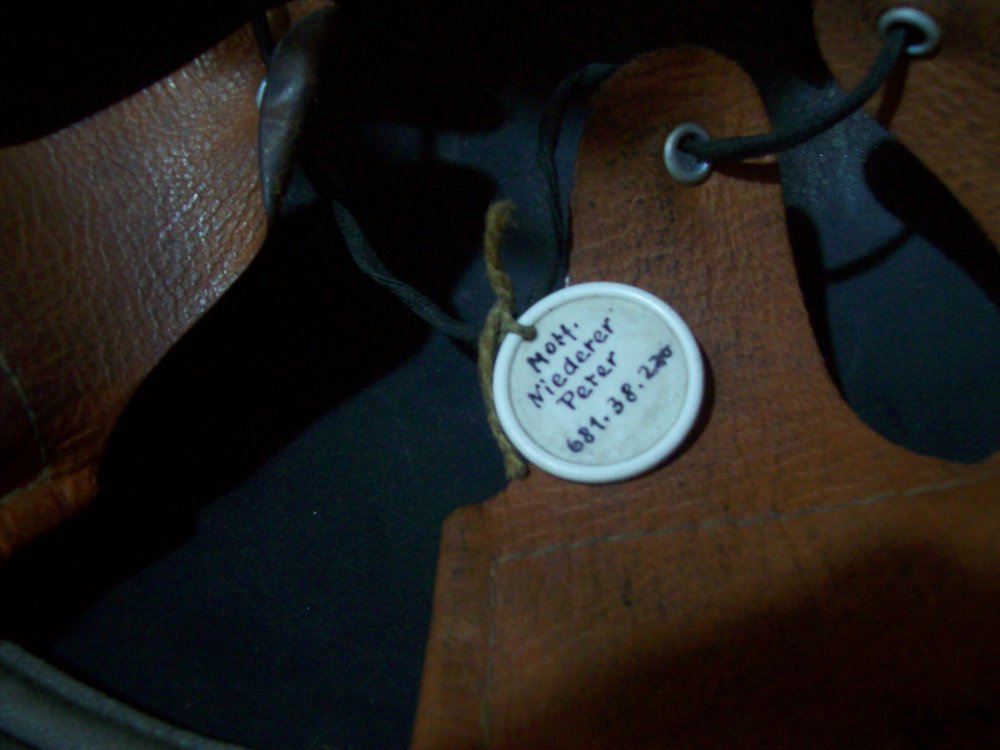 Mott.
Niederer
Peter
681.38.220